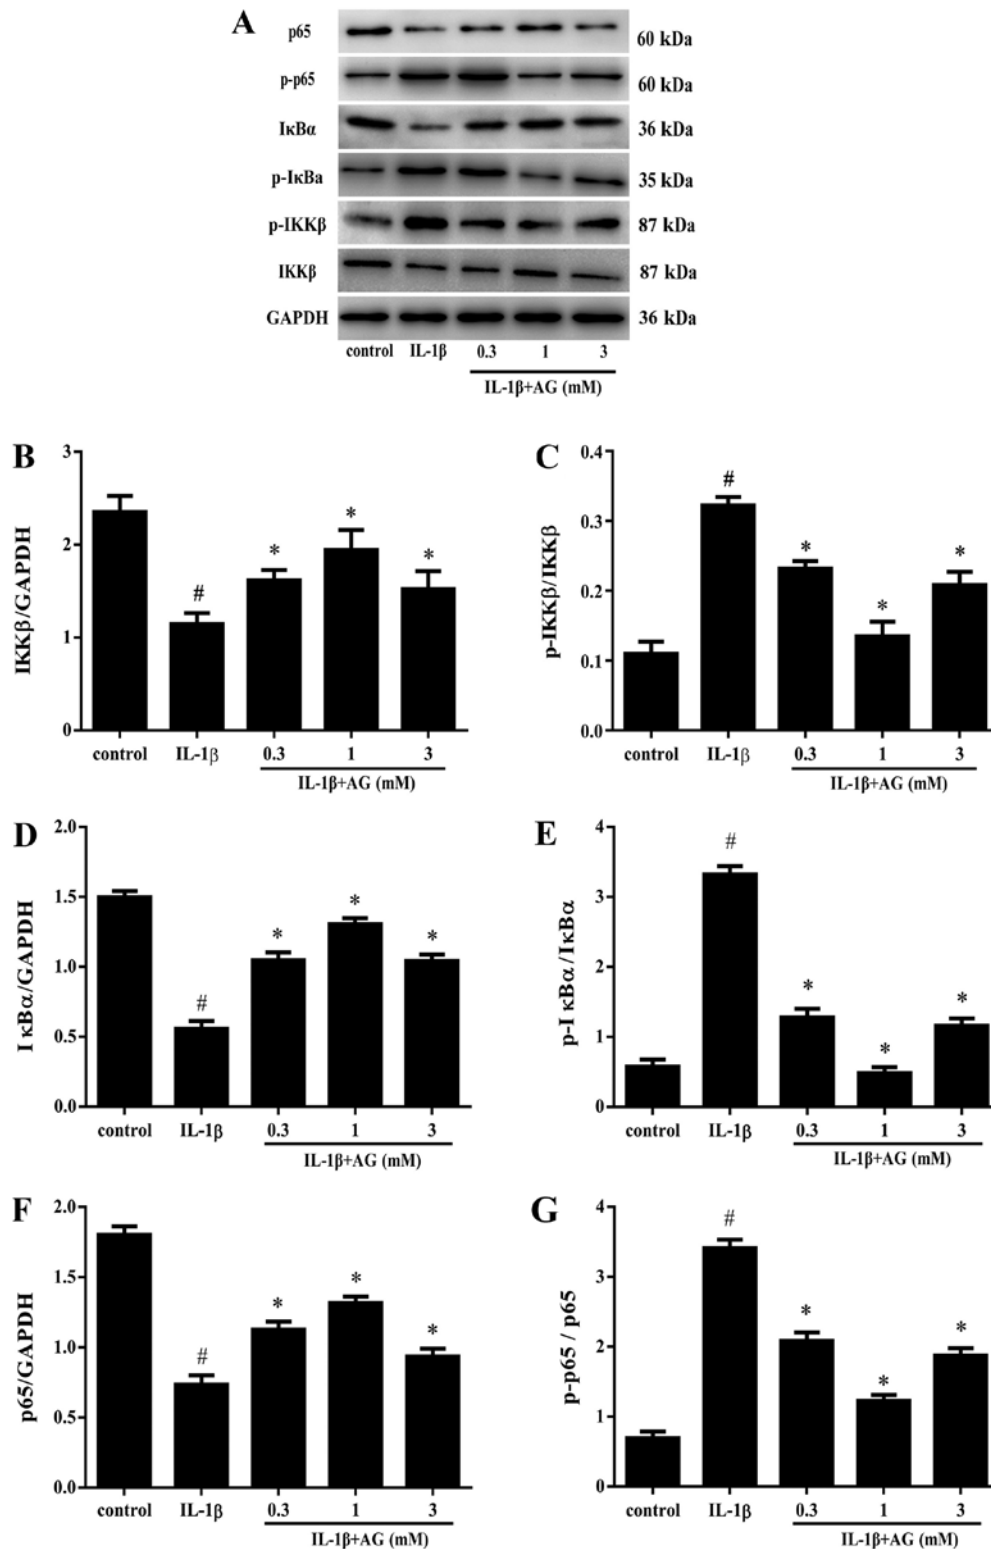 A
p65 60 kDa
p-p65 60 kDa
IκBα 36 kDa
p-IκBa 35 kDa
p-IKKβ 87 kDa
IKKβ 87 kDa
GAPDH 36 kDa
control IL-1β 0.3 1 3
IL-1β+AG (mM)
B
IKKβ/GAPDH
3
2
1
0
#
*
*
*
control IL-1β 0.3 1 3
IL-1β+AG (mM)
C
p-IKKβ/IKKβ
0.4
0.3
0.2
0.1
0.0
#
*
*
*
control IL-1β 0.3 1 3
IL-1β+AG (mM)
D
I κBα/GAPDH
2.0
1.5
1.0
0.5
0.0
#
*
*
*
control IL-1β 0.3 1 3
IL-1β+AG (mM)
E
p-I κBα/IκBα
4
3
2
1
0
#
*
*
*
control IL-1β 0.3 1 3
IL-1β+AG (mM)
F
p65/GAPDH
2.0
1.5
1.0
0.5
0.0
#
*
*
*
control IL-1β 0.3 1 3
IL-1β+AG (mM)
G
p-p65 / p65
4
3
2
1
0
#
*
*
*
control IL-1β 0.3 1 3
IL-1β+AG (mM)